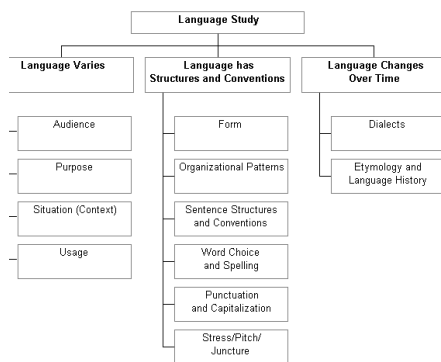 Language Study
Language Varies
Audience
Purpose
Situation (Context)
Usage
Language has
Structures and Conventions
Form
Organizational Patterns
Sentence Structures
and Conventions
Word Choice
and Spelling
Punctuation
and Capitalization
Stress/Pitch/
Juncture
Language Changes
Over Time
Dialects
Etymology and
Language History